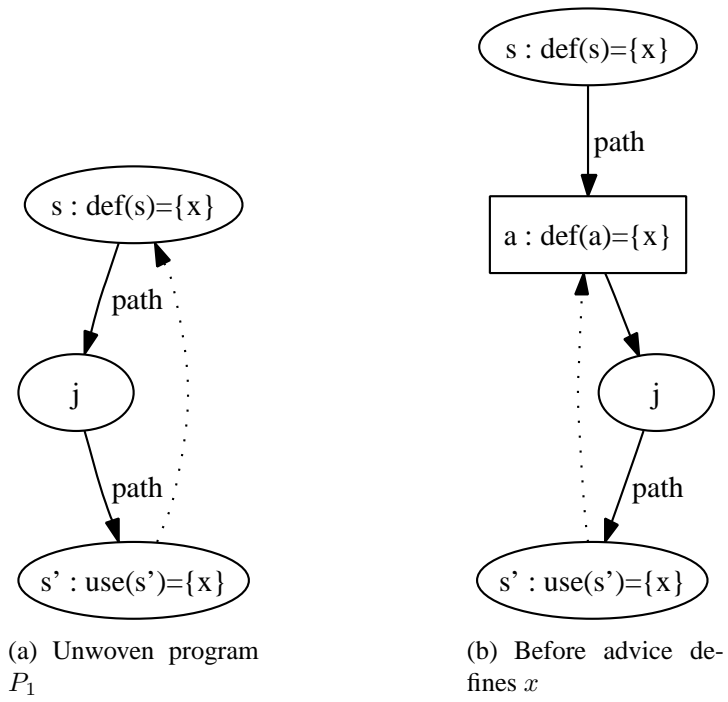 s : def(s)={x}
path
j
path
s’ : use(s’)={x}
(a) Unwoven program
P1
s : def(s)={x}
path
a : def(a)={x}
j
path
s’ : use(s’)={x}
(b) Before advice de-
fines x